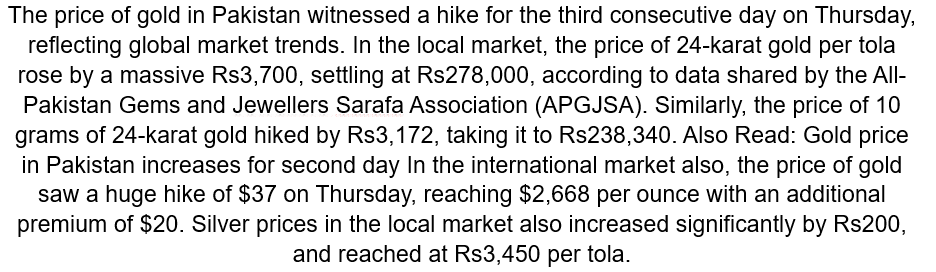 The price of gold in Pakistan witnessed a hike for the third consecutive day on Thursday,
reflecting global market trends. In the local market, the price of 24-karat gold per tola
rose by a massive Rs3,700, settling at Rs278,000, according to data shared by the All-
Pakistan Gems and Jewellers Sarafa Association (APGJSA). Similarly, the price of 10
grams of 24-karat gold hiked by Rs3,172, taking it to Rs238,340. Also Read: Gold price
in Pakistan increases for second day In the international market also, the price of gold
saw a huge hike of $37 on Thursday, reaching $2,668 per ounce with an additional
premium of $20. Silver prices in the local market also increased significantly by Rs200,
and reached at Rs3,450 per tola.